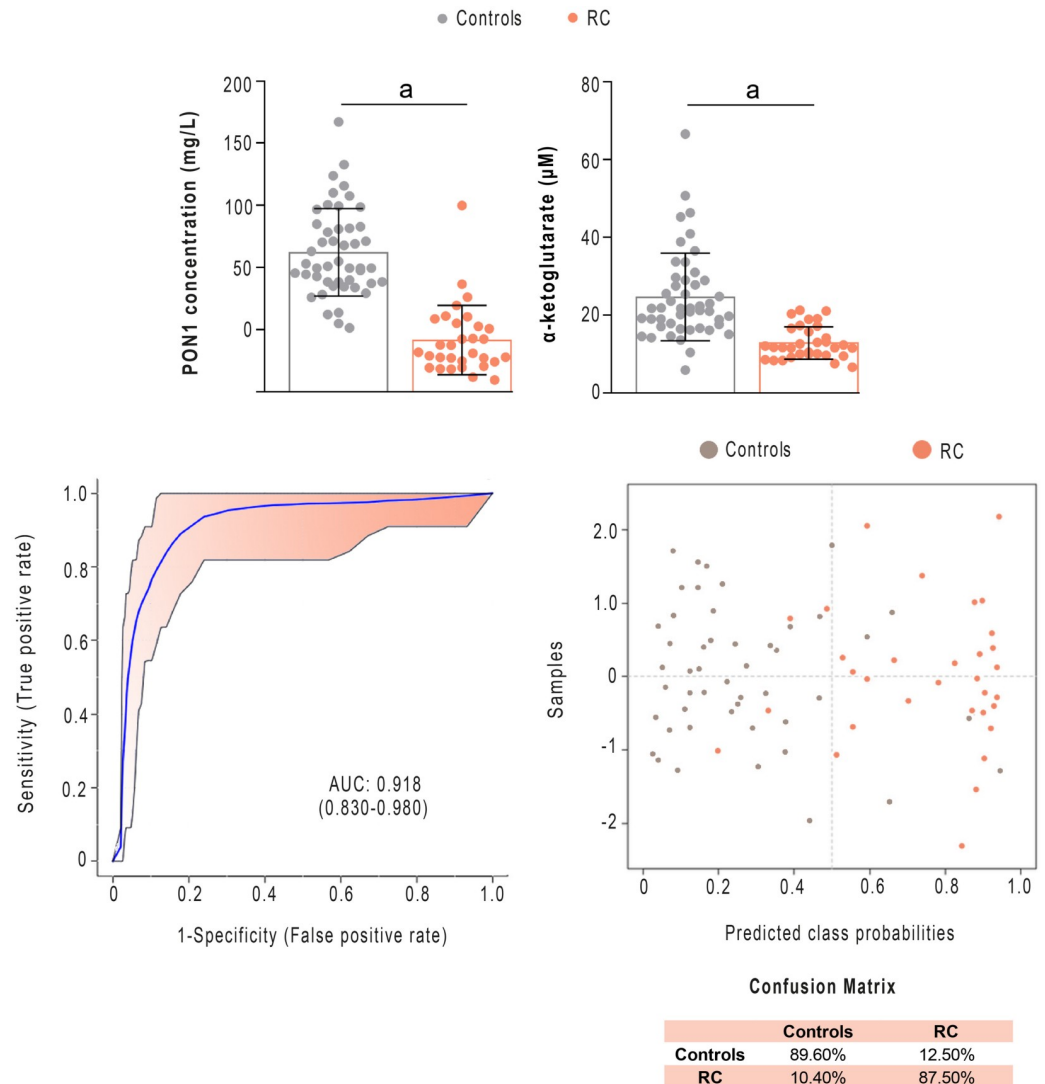 Controls RC
a
PON1 concentration (mg/L)
200
150
100
50
0
a
α-ketoglutarate (µM)
80
60
40
20
0
Sensitivity (True positive rate)
1.0
0.8
0.6
0.4
0.2
0
AUC: 0.918
(0.830-0.980)
0 0.2 0.4 0.6 0.8 1.0
1-Specificity (False positive rate)
Controls RC
Samples
2.0
1.0
0
-1
-2
0 0.2 0.4 0.6 0.8 1.0
Predicted class probabilities
Confusion Matrix
Controls RC
Controls 89.60% 12.50%
RC 10.40% 87.50%